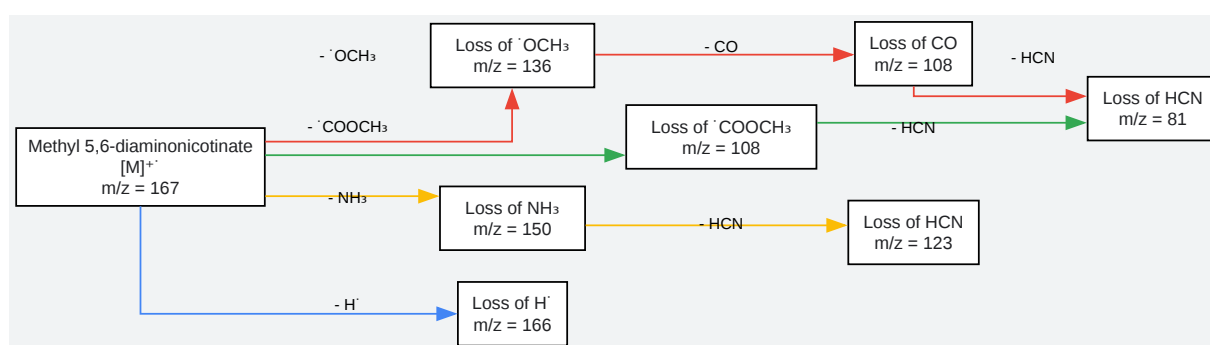 Loss of ˙OCH₃
m/z = 136
- CO
Loss of CO
m/z = 108
- ˙OCH₃
- HCN
Loss of HCN
m/z = 81
- ˙COOCH₃
Loss of ˙COOCH₃
m/z = 108
- HCN
Methyl 5,6-diaminonicotinate
[M]⁺˙
m/z = 167
- NH₃
Loss of NH₃
m/z = 150
- HCN
Loss of HCN
m/z = 123
- H˙
Loss of H˙
m/z = 166